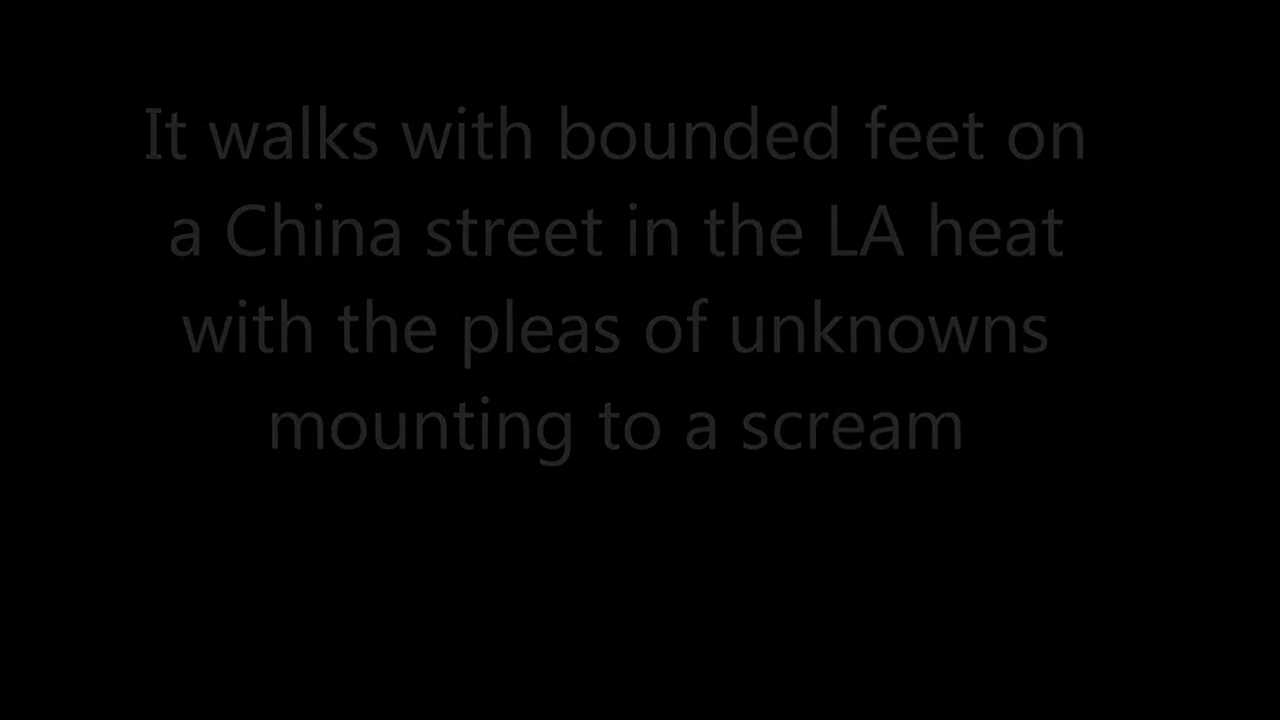 It walks with bounded feet on
a China street in the LA heat
with the pleas of unknowns
mounting to a scream